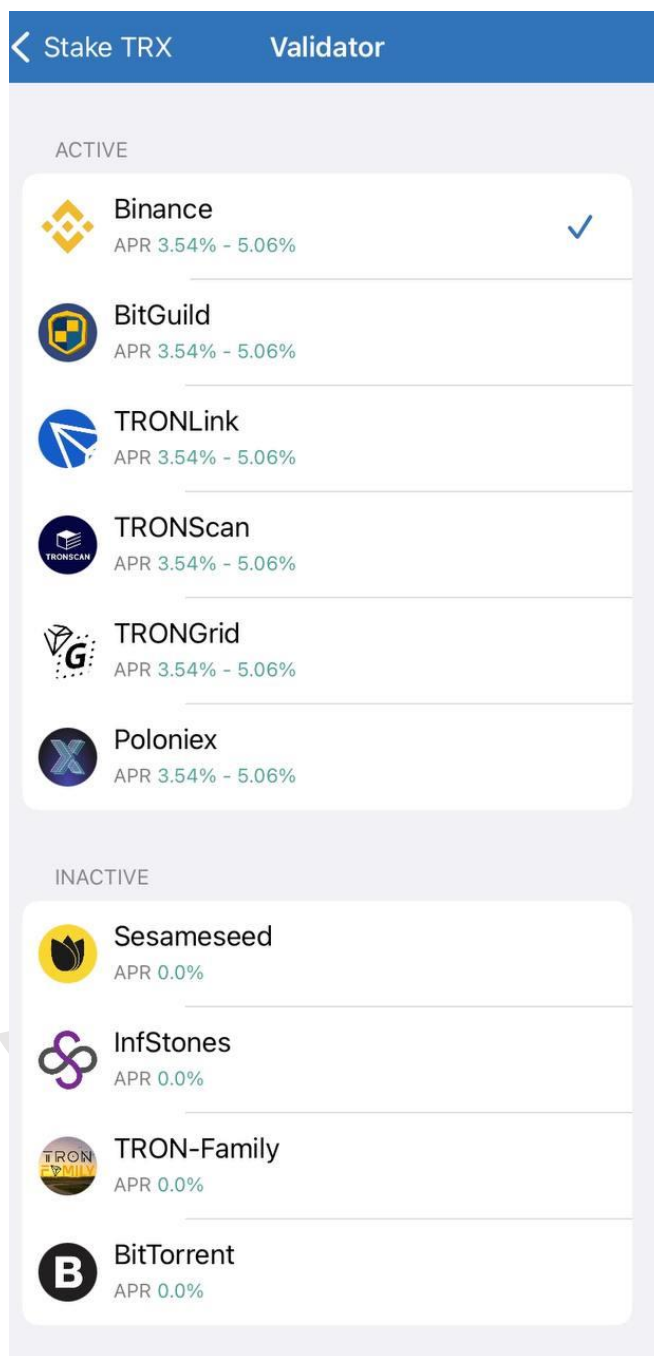 Stake TRX
Validator
ACTIVE
Binance
APR 3.54% - 5.06%
BitGuild
APR 3.54% - 5.06%
TRONLink
APR 3.54% - 5.06%
TRONScan
APR 3.54% - 5.06%
TRONSCAN
TRONGrid
APR 3.54% - 5.06%
G
Poloniex
APR 3.54% - 5.06%
INACTIVE
Sesameseed
APR 0.0%
InfStones
APR 0.0%
TRON-Family
APR 0.0%
TRON
FAMILY
BitTorrent
APR 0.0%
B